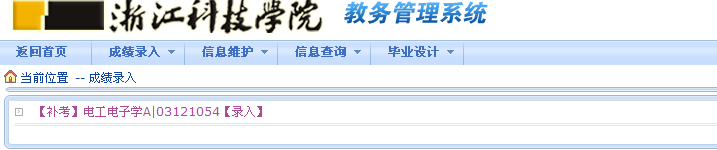 浙江科技学院 教务管理系统
返回首页 成绩录入 信息维护 信息查询 毕业设计
当前位置 -- 成绩录入
【补考】电工电子学A|03121054【录入】